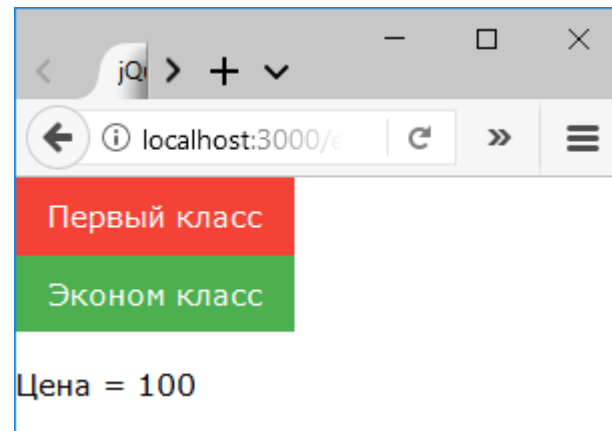 jQ
localhost:3000/e
Первый класс
Эконом класс
Цена = 100